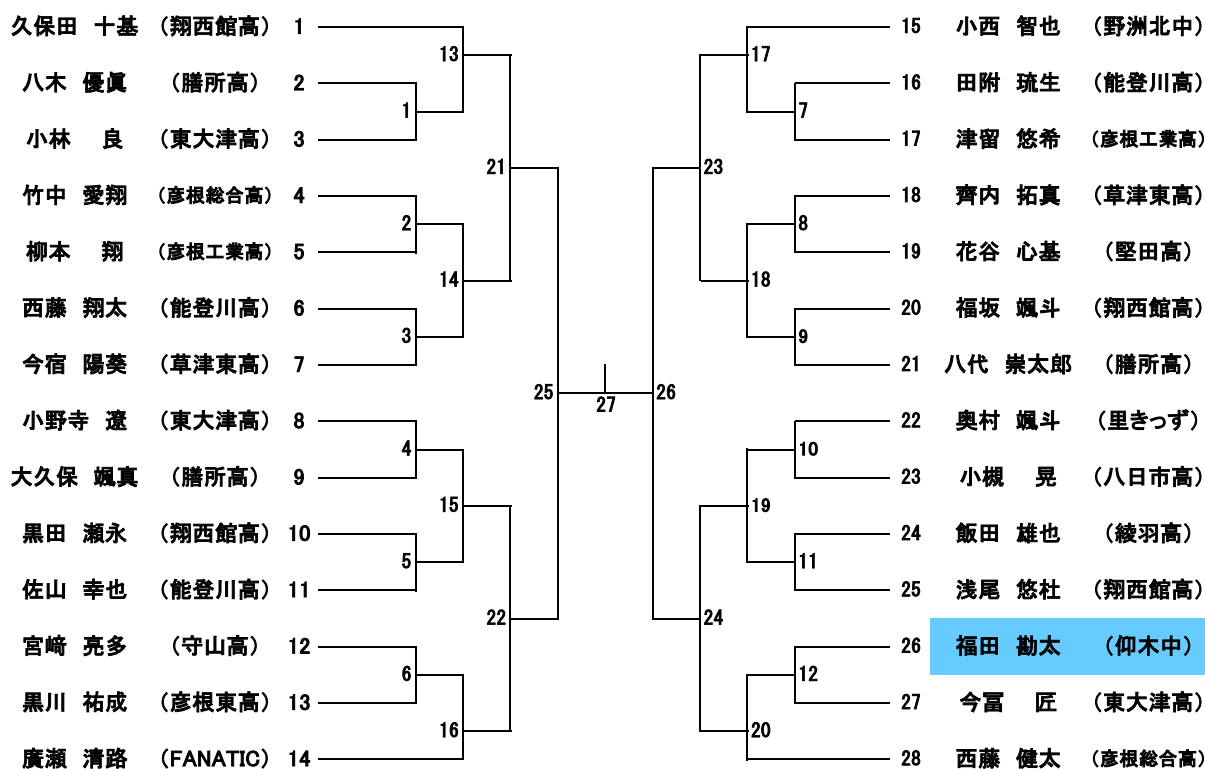 久保田 十基 (翔西館高) 1
13
八木 優眞 (膳所高) 2
1
小林 良 (東大津高) 3
21
竹中 愛翔 (彦根総合高) 4
2
柳本 翔 (彦根工業高) 5
14
西藤 翔太 (能登川高) 6
3
今宿 陽葵 (草津東高) 7
25
小野寺 遼 (東大津高) 8
4
大久保 颯真 (膳所高) 9
15
黒田 瀬永 (翔西館高) 10
5
佐山 幸也 (能登川高) 11
22
宮﨑 亮多 (守山高) 12
6
黒川 祐成 (彦根東高) 13
16
廣瀬 清路 (FANATIC) 14
27
15 小西 智也 (野洲北中)
17
16 田附 琉生 (能登川高)
7
17 津留 悠希 (彦根工業高)
23
18 齊内 拓真 (草津東高)
8
19 花谷 心基 (堅田高)
18
20 福坂 颯斗 (翔西館高)
9
21 八代 崇太郎 (膳所高)
26
22 奥村 颯斗 (里きっず)
10
23 小槻 晃 (八日市高)
19
24 飯田 雄也 (綾羽高)
11
25 浅尾 悠杜 (翔西館高)
24
26 福田 勘太 (仰木中)
12
27 今冨 匠 (東大津高)
20
28 西藤 健太 (彦根総合高)